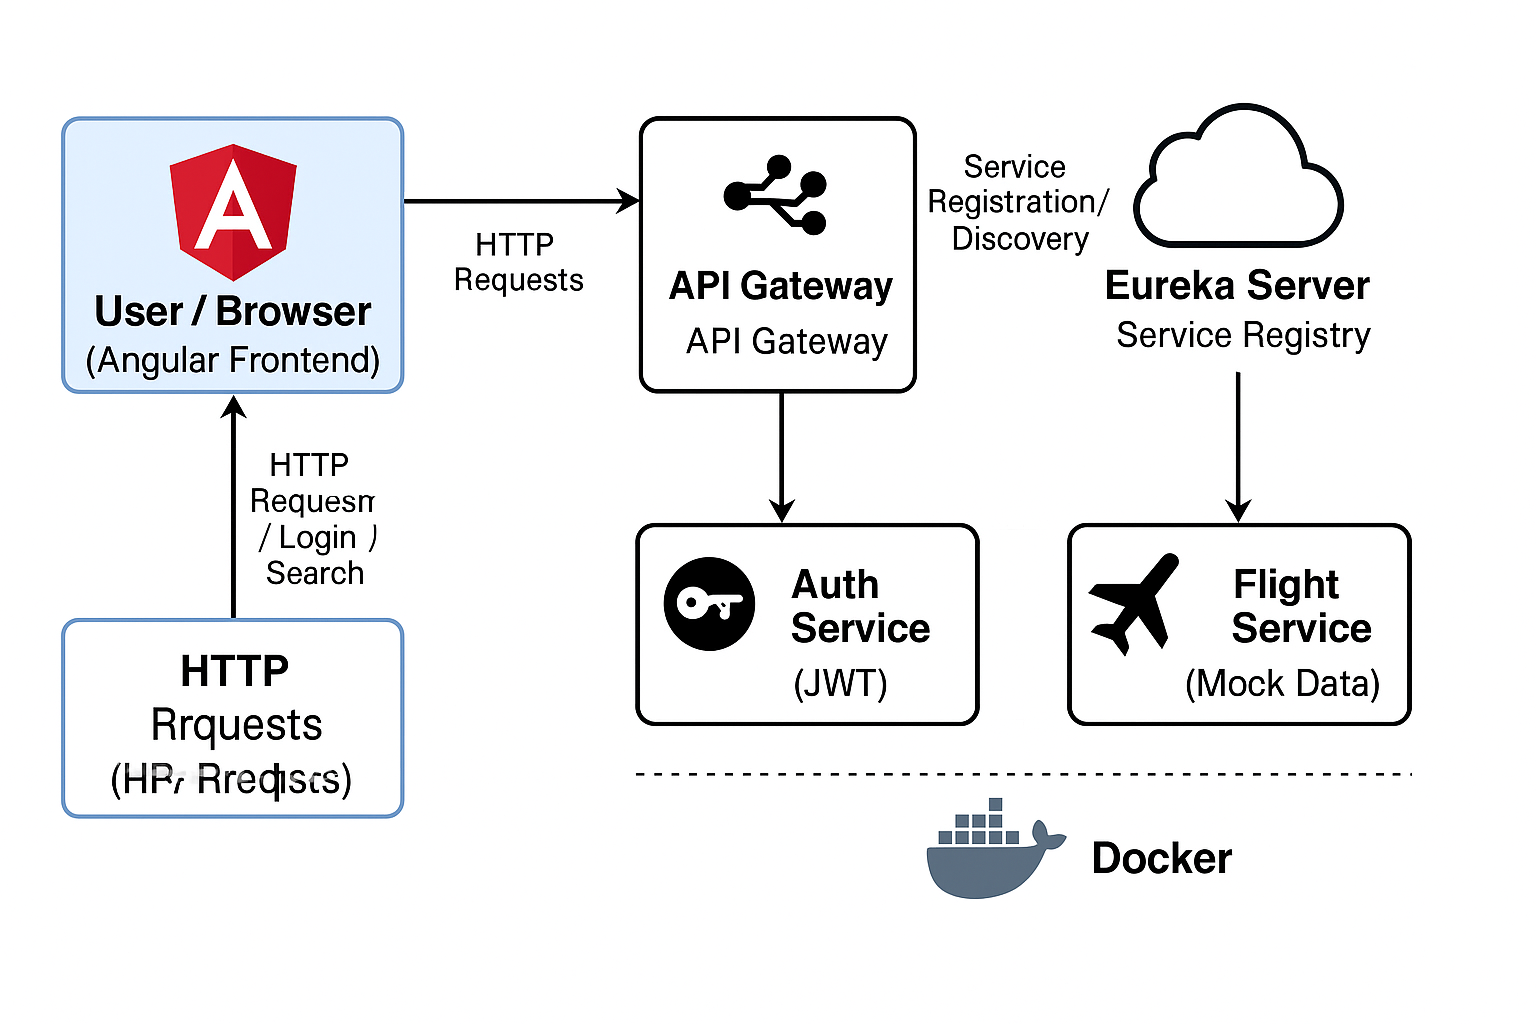 User / Browser
(Angular Frontend)
HTTP
Requests
API Gateway
API Gateway
Service
Registration/
Discovery
Eureka Server
Service Registry
HTTP
/ Login /
Search
HTTP
Rrquests
Auth
Service
(JWT)
Flight
Service
(Mock Data)
Docker